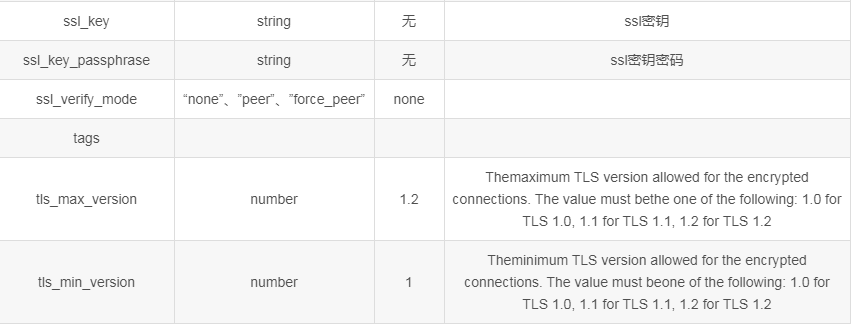 ssl_key string 无 ssl密钥
ssl_key_passphrase string 无 ssl密钥密码
ssl_verify_mode “none”、”peer”、”force_peer” none
tags
tls_max_version number 1.2 Themaximum TLS version allowed for the encrypted
connections. The value must bethe one of the following: 1.0 for
TLS 1.0, 1.1 for TLS 1.1, 1.2 for TLS 1.2
tls_min_version number 1 Theminimum TLS version allowed for the encrypted
connections. The value must beone of the following: 1.0 for
TLS 1.0, 1.1 for TLS 1.1, 1.2 for TLS 1.2